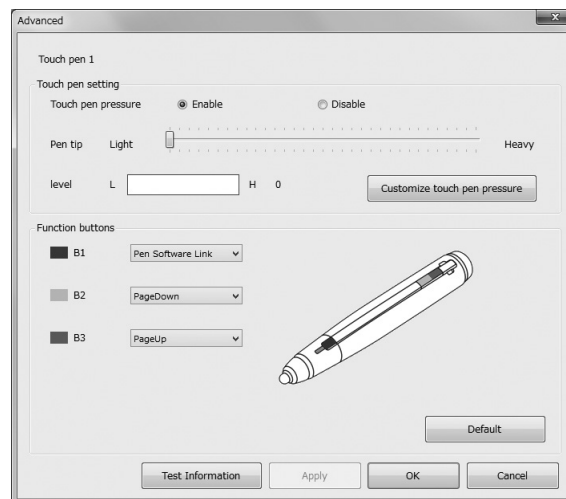 Advanced
x
Touch pen 1
Touch pen setting
Touch pen pressure Enable Disable
Pen tip Light Heavy
level L H 0 Customize touch pen pressure
Function buttons
B1 Pen Software Link
B2 PageDown
B3 PageUp
Default
Test Information Apply OK Cancel